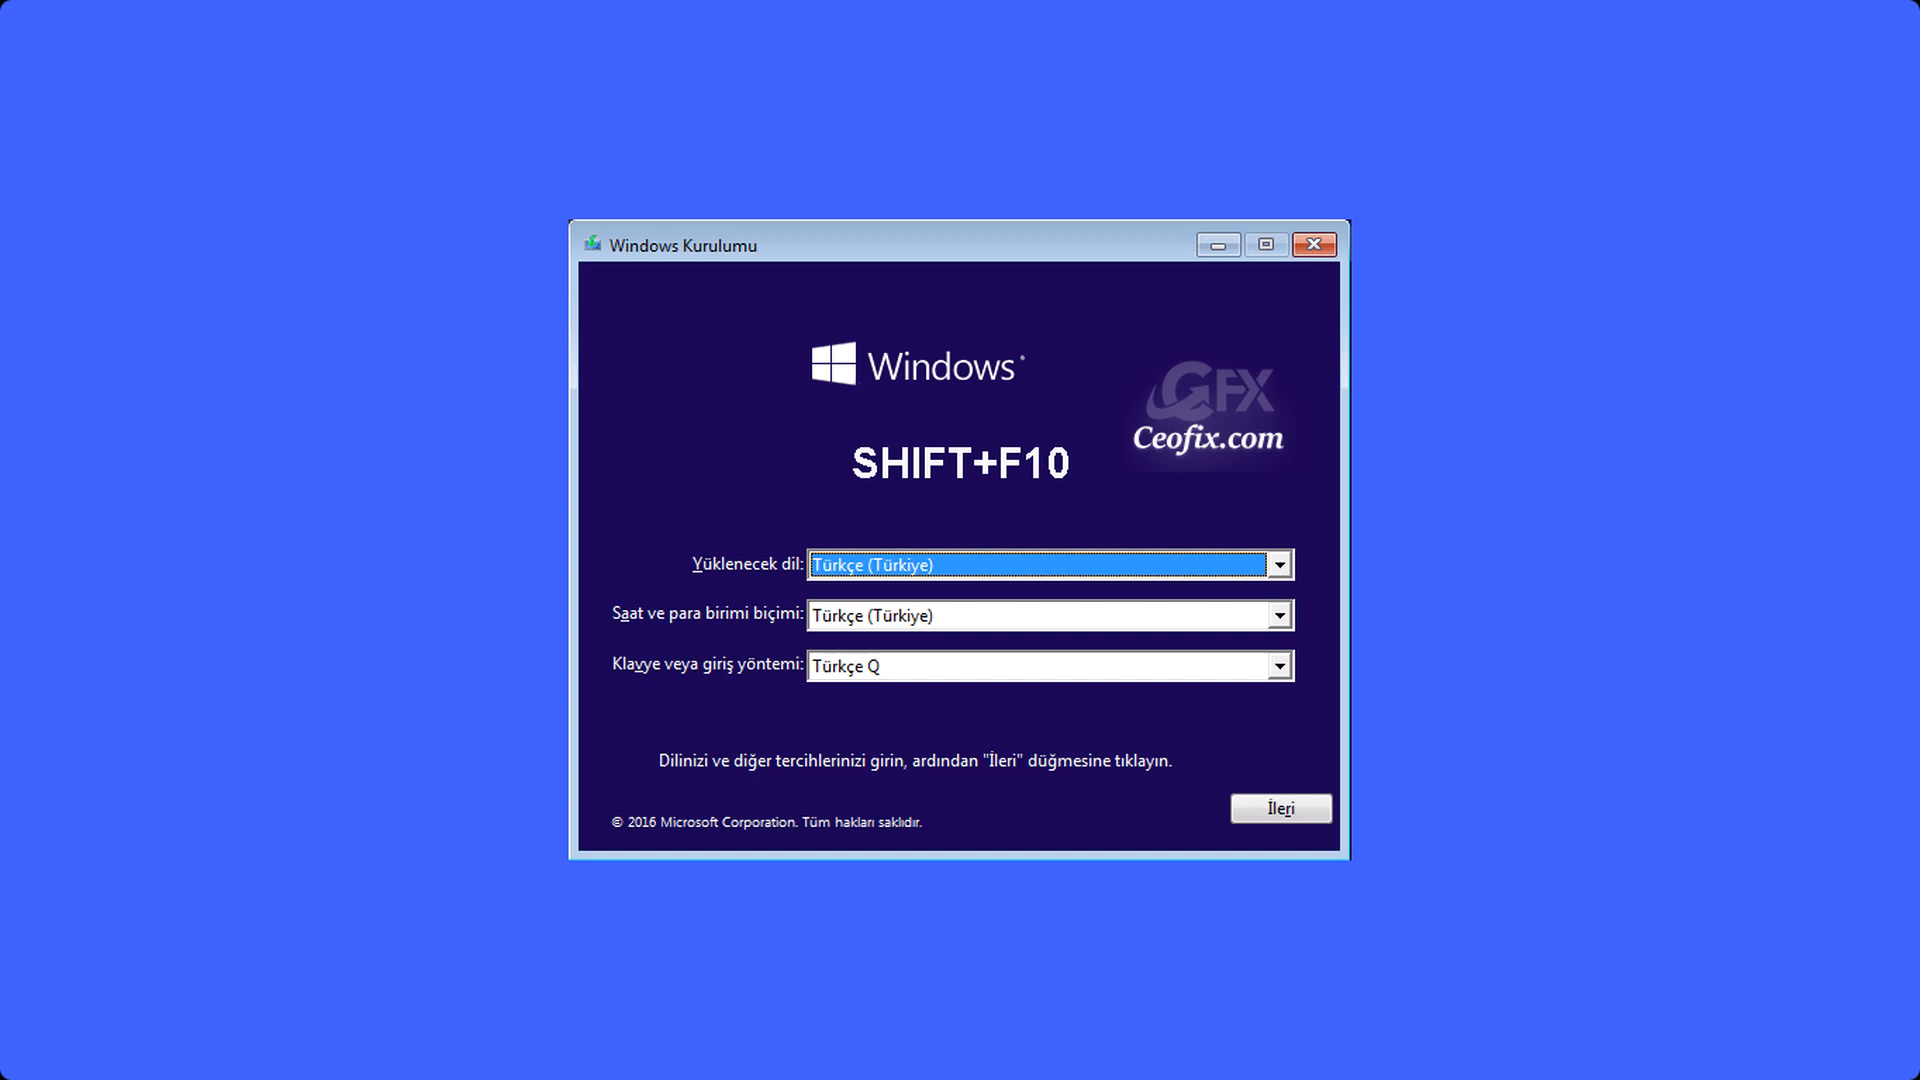 Windows Kurulumu
Windows
GFX
Ceofix.com
SHIFT+F10
Yüklenecek dil: Türkçe (Türkiye)
Saat ve para birimi biçimi: Türkçe (Türkiye)
Klavye veya giriş yöntemi: Türkçe Q
Dilinizi ve diğer tercihlerinizi girin, ardından "İleri" düğmesine tıklayın.
İleri
© 2016 Microsoft Corporation. Tüm hakları saklıdır.